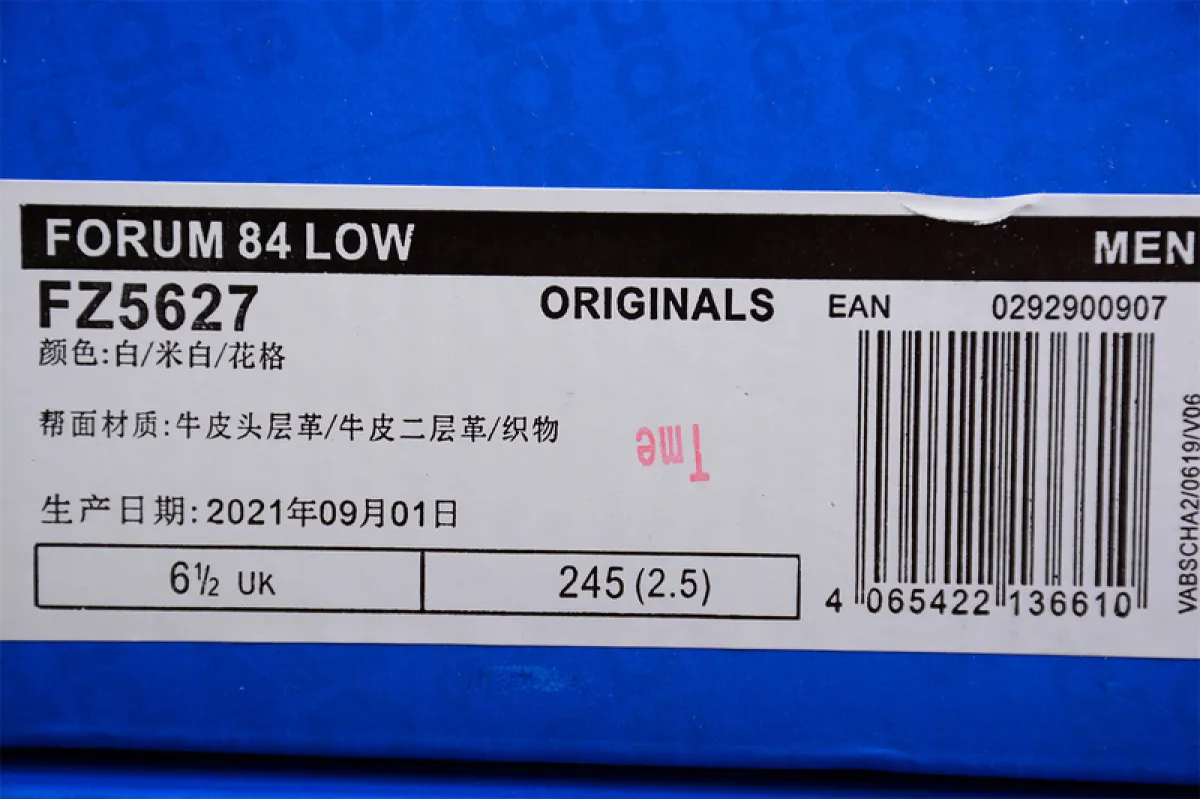 FORUM 84 LOW
MEN
FZ5627
ORIGINALS
EAN
0292900907
颜色:白/米白/花格
帮面材质:牛皮头层革/牛皮二层革/织物
Tme
生产日期:2021年09月01日
6½ UK
245(2.5)
4 065422 136610
VABSCHA2/0619/V06